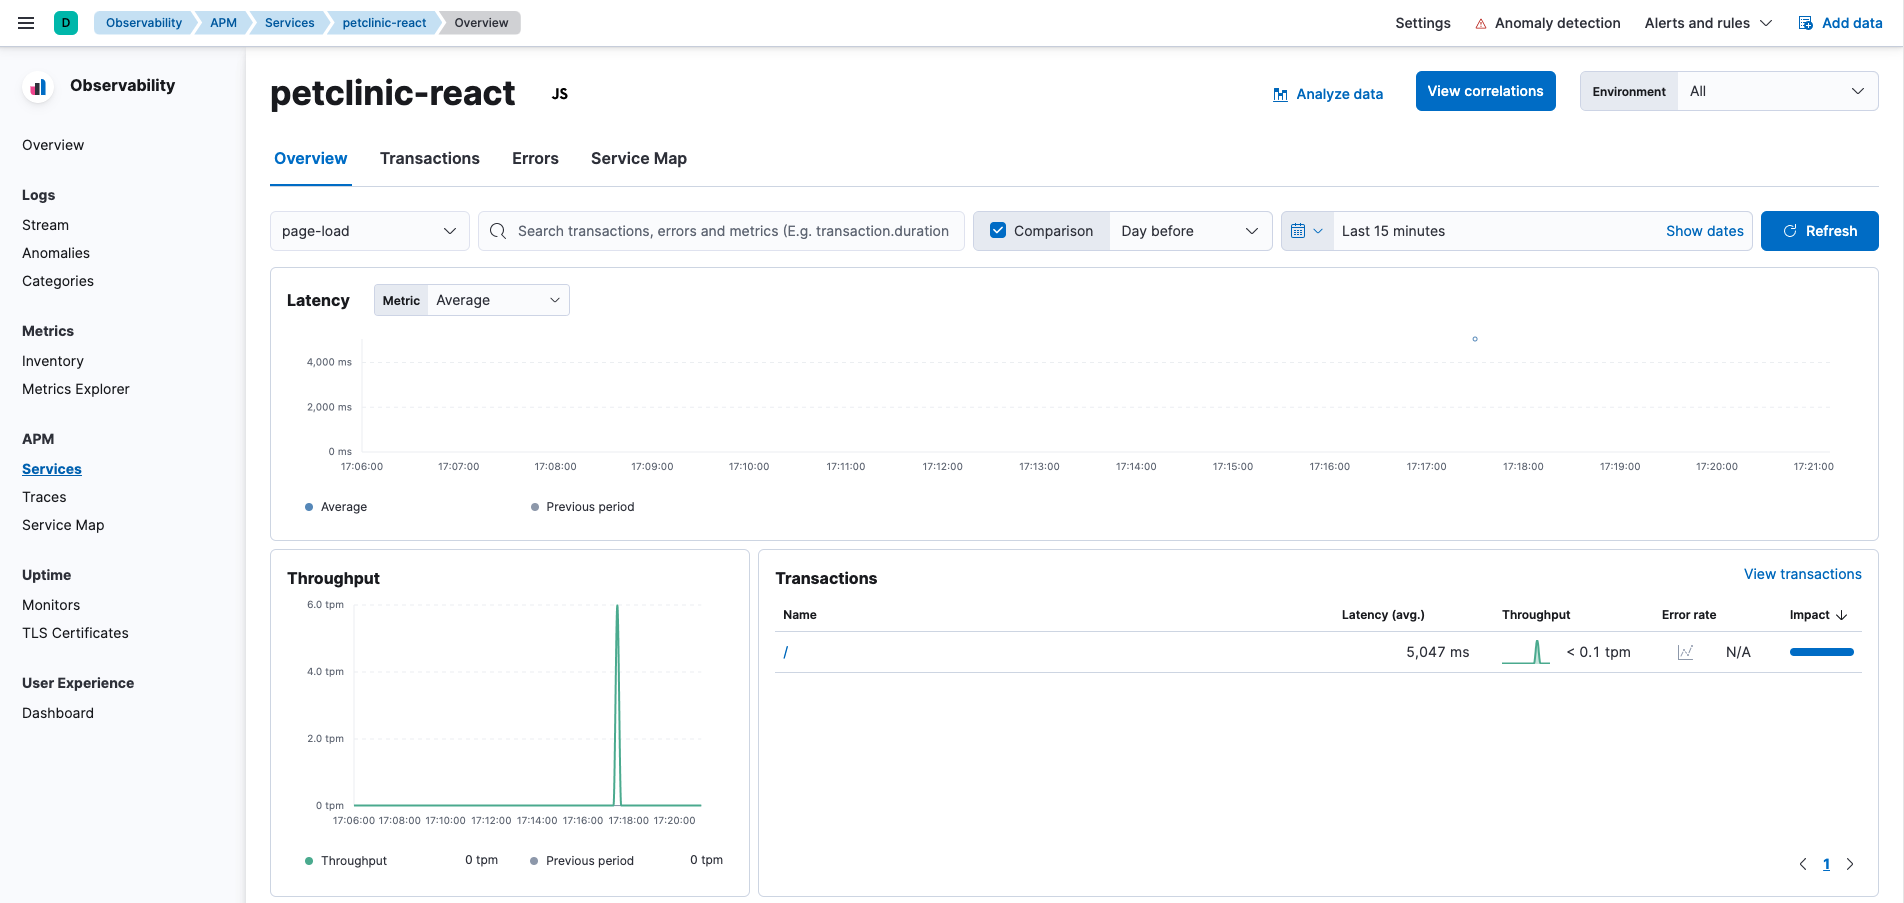 D Observability APM Services petclinic-react Overview Settings Anomaly detection Alerts and rules Add data
Observability
Overview
Logs
Stream
Anomalies
Categories
Metrics
Inventory
Metrics Explorer
APM
Services
Traces
Service Map
Uptime
Monitors
TLS Certificates
User Experience
Dashboard
petclinic-react JS Analyze data View correlations Environment All
Overview Transactions Errors Service Map
page-load Search transactions, errors and metrics (E.g. transaction.duration Comparison Day before Last 15 minutes Show dates Refresh
Latency Metric Average
4,000 ms
2,000 ms
0 ms
17:06:00 17:07:00 17:08:00 17:09:00 17:10:00 17:11:00 17:12:00 17:13:00 17:14:00 17:15:00 17:16:00 17:17:00 17:18:00 17:19:00 17:20:00 17:21:00
Average Previous period
Throughput
6.0 tpm
4.0 tpm
2.0 tpm
0 tpm
17:06:00 17:08:00 17:10:00 17:12:00 17:14:00 17:16:00 17:18:00 17:20:00
Throughput 0 tpm Previous period 0 tpm
Transactions View transactions
Name Latency (avg.) Throughput Error rate Impact
/ 5,047 ms < 0.1 tpm N/A
1